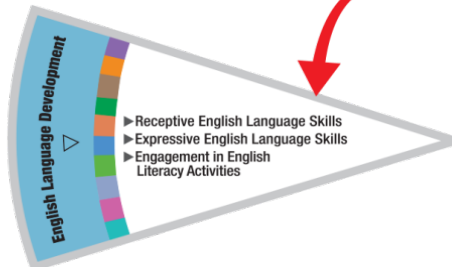 English Language Development
▶Receptive English Language Skills
▶Expressive English Language Skills
▶Engagement in English
Literacy Activities